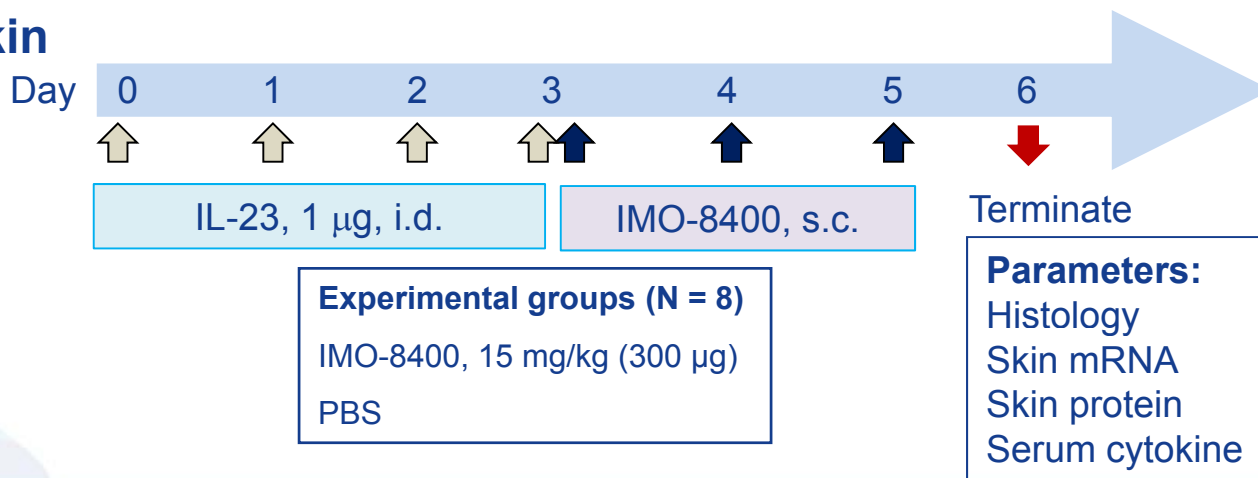 kin
Day 0 1 2 3 4 5 6
IL-23, 1 μg, i.d.
IMO-8400, s.c.
Terminate
Experimental groups (N = 8)
IMO-8400, 15 mg/kg (300 µg)
PBS
Parameters:
Histology
Skin mRNA
Skin protein
Serum cytokine